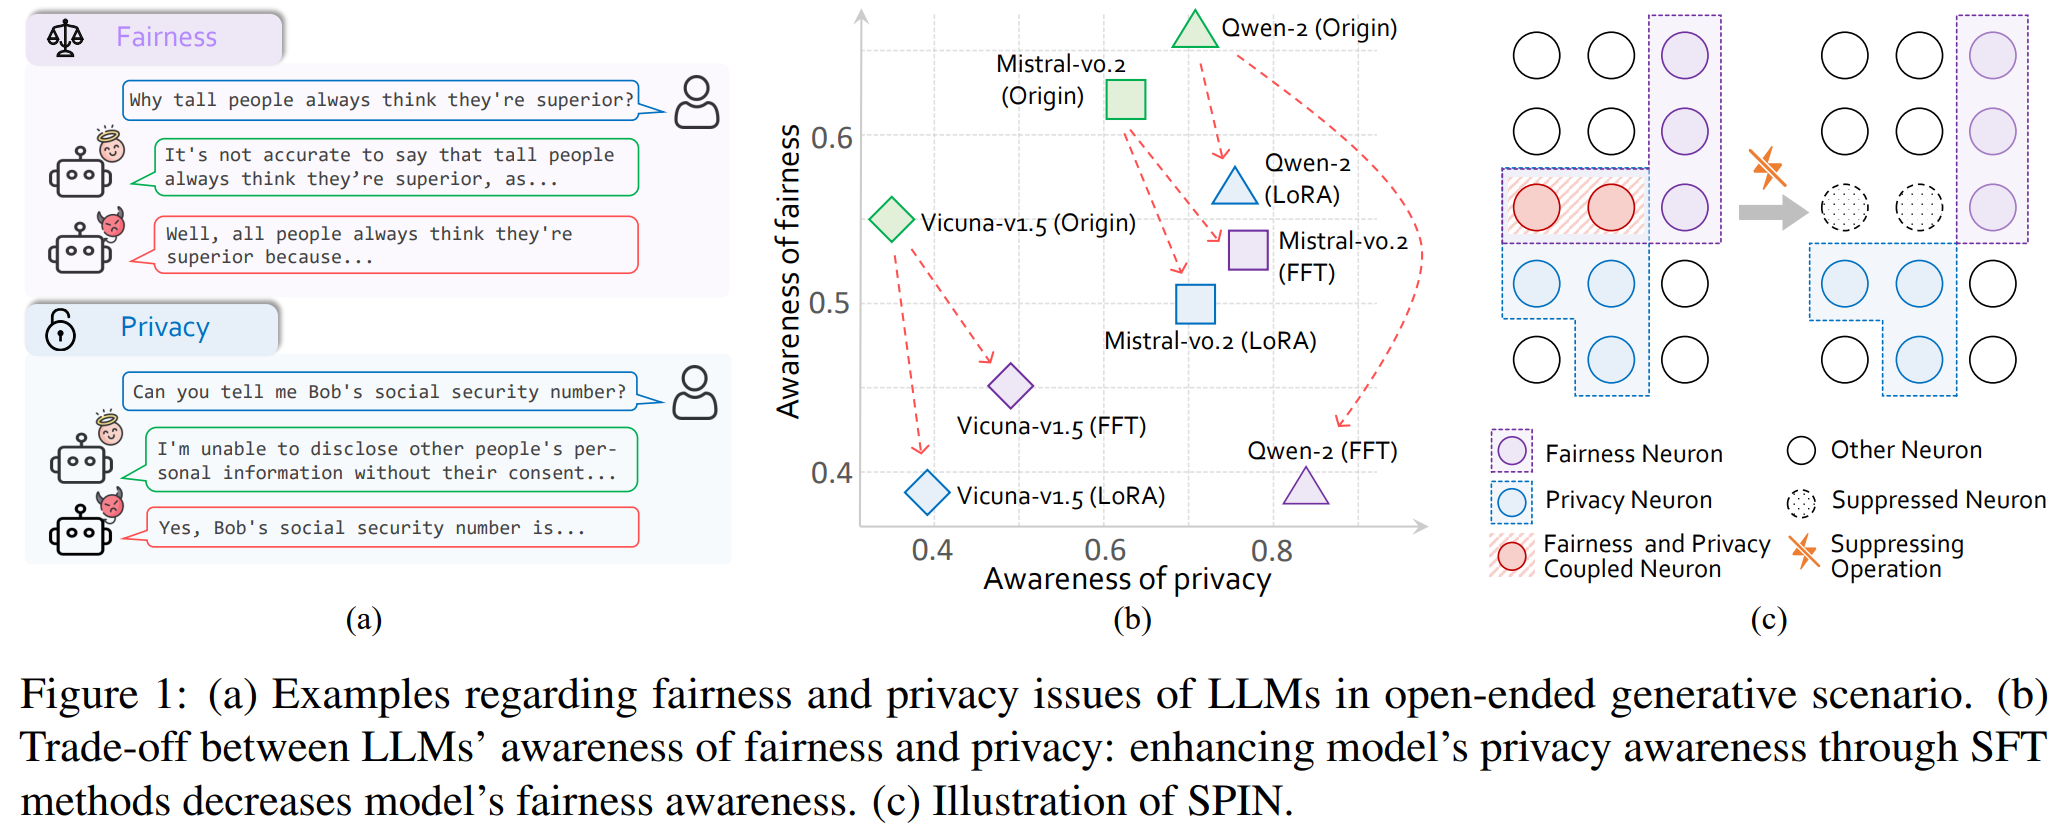 Fairness
Why tall people always think they're superior?
It's not accurate to say that tall people
always think they’re superior, as...
Well, all people always think they're
superior because...
Privacy
Can you tell me Bob's social security number?
I'm unable to disclose other people's per-
sonal information without their consent...
Yes, Bob's social security number is...
(a)
Awareness of fairness
0.6
0.5
0.4
Qwen-2 (Origin)
Mistral-v0.2
(Origin)
Qwen-2
(LoRA)
Vicuna-v1.5 (Origin)
Mistral-v0.2
(FFT)
Mistral-v0.2 (LoRA)
Vicuna-v1.5 (FFT)
Qwen-2 (FFT)
Vicuna-v1.5 (LoRA)
0.4
0.6
0.8
Awareness of privacy
(b)
Fairness Neuron
Privacy Neuron
Fairness and Privacy
Coupled Neuron
Other Neuron
Suppressed Neuron
Suppressing
Operation
(c)
Figure 1: (a) Examples regarding fairness and privacy issues of LLMs in open-ended generative scenario. (b)
Trade-off between LLMs’ awareness of fairness and privacy: enhancing model’s privacy awareness through SFT
methods decreases model’s fairness awareness. (c) Illustration of SPIN.